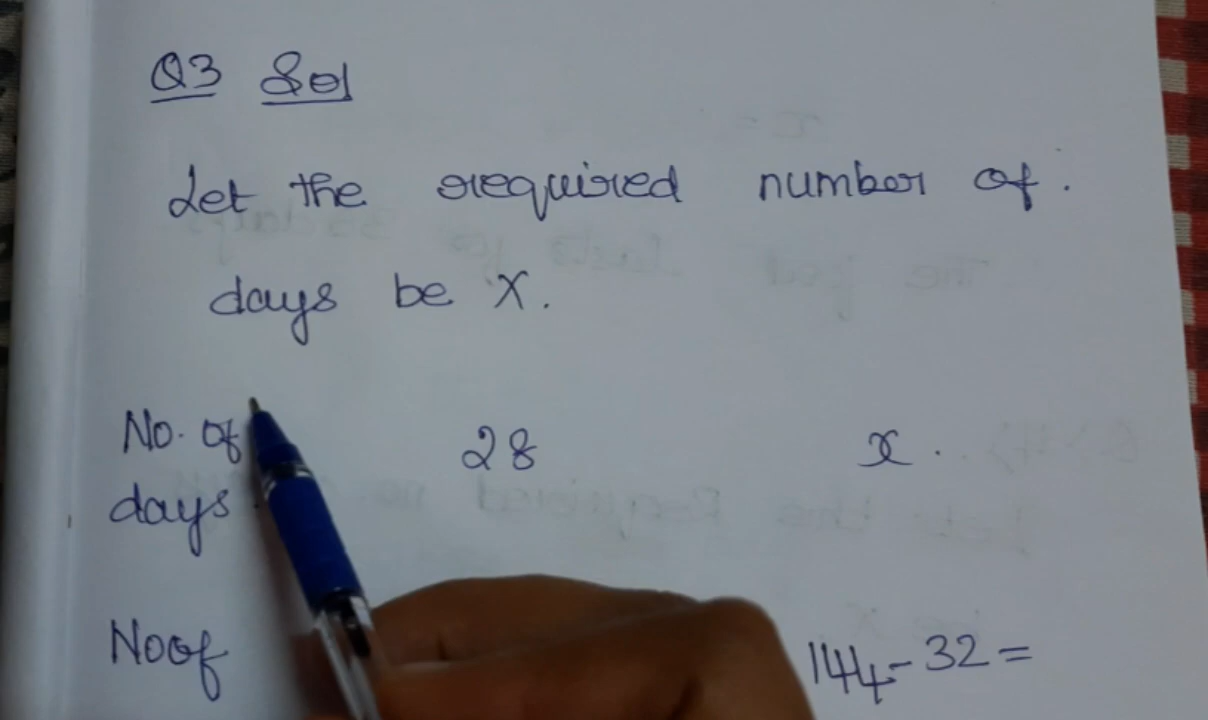 Q3 Sol
Let the required number of.
days be X.
No. of 28 x.
days
No of 144-32=